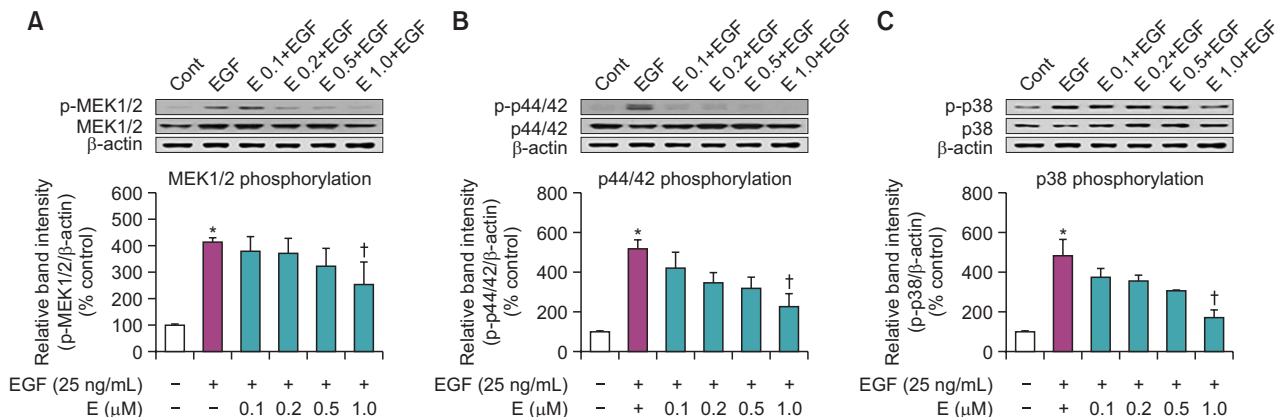 A
Cont
EGF
E 0.1+EGF
E 0.2+EGF
E 0.5+EGF
E 1.0+EGF
p-MEK1/2
MEK1/2
β-actin
MEK1/2 phosphorylation
Relative band intensity
(p-MEK1/2/β-actin)
(% control)
600
500
400
300
200
100
0
*
†
EGF (25 ng/mL) − + + + + +
E (μM) − − 0.1 0.2 0.5 1.0
B
Cont
EGF
E 0.1+EGF
E 0.2+EGF
E 0.5+EGF
E 1.0+EGF
p-p44/42
p44/42
β-actin
p44/42 phosphorylation
Relative band intensity
(p-p44/42/β-actin)
(% control)
800
600
400
200
0
*
†
EGF (25 ng/mL) − + + + + +
E (μM) − + 0.1 0.2 0.5 1.0
C
Cont
EGF
E 0.1+EGF
E 0.2+EGF
E 0.5+EGF
E 1.0+EGF
p-p38
p38
β-actin
p38 phosphorylation
Relative band intensity
(p-p38/β-actin)
(% control)
800
600
400
200
0
*
†
EGF (25 ng/mL) − + + + + +
E (μM) − + 0.1 0.2 0.5 1.0